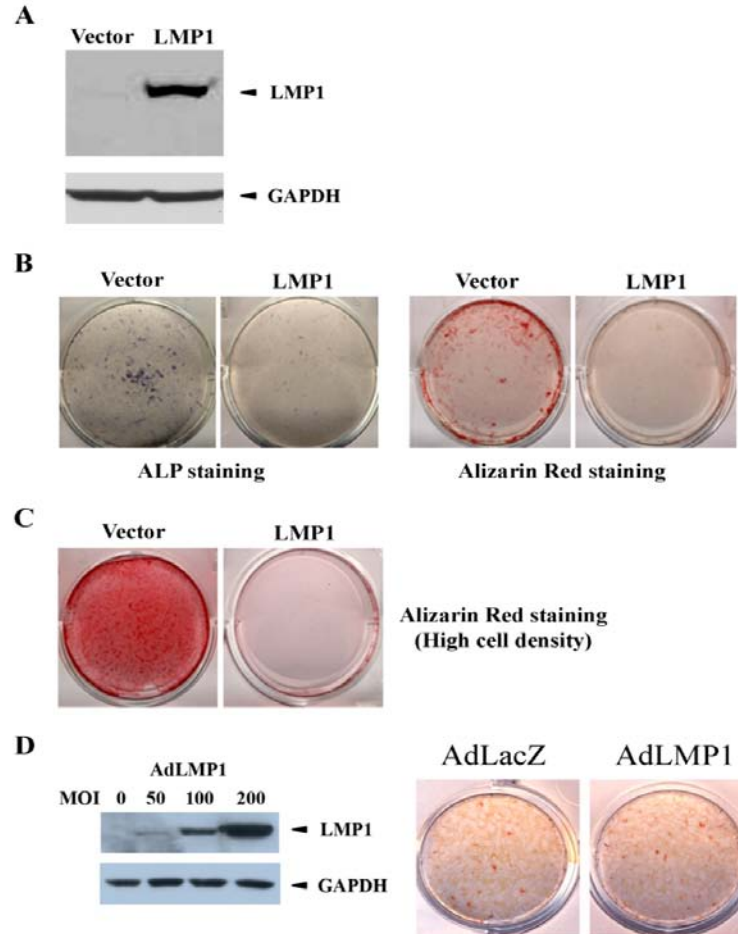 A
Vector LMP1
LMP1
GAPDH
B
Vector LMP1 Vector LMP1
ALP staining Alizarin Red staining
C
Vector LMP1
Alizarin Red staining
(High cell density)
D
AdLMP1
MOI 0 50 100 200
LMP1
GAPDH
AdLacZ AdLMP1